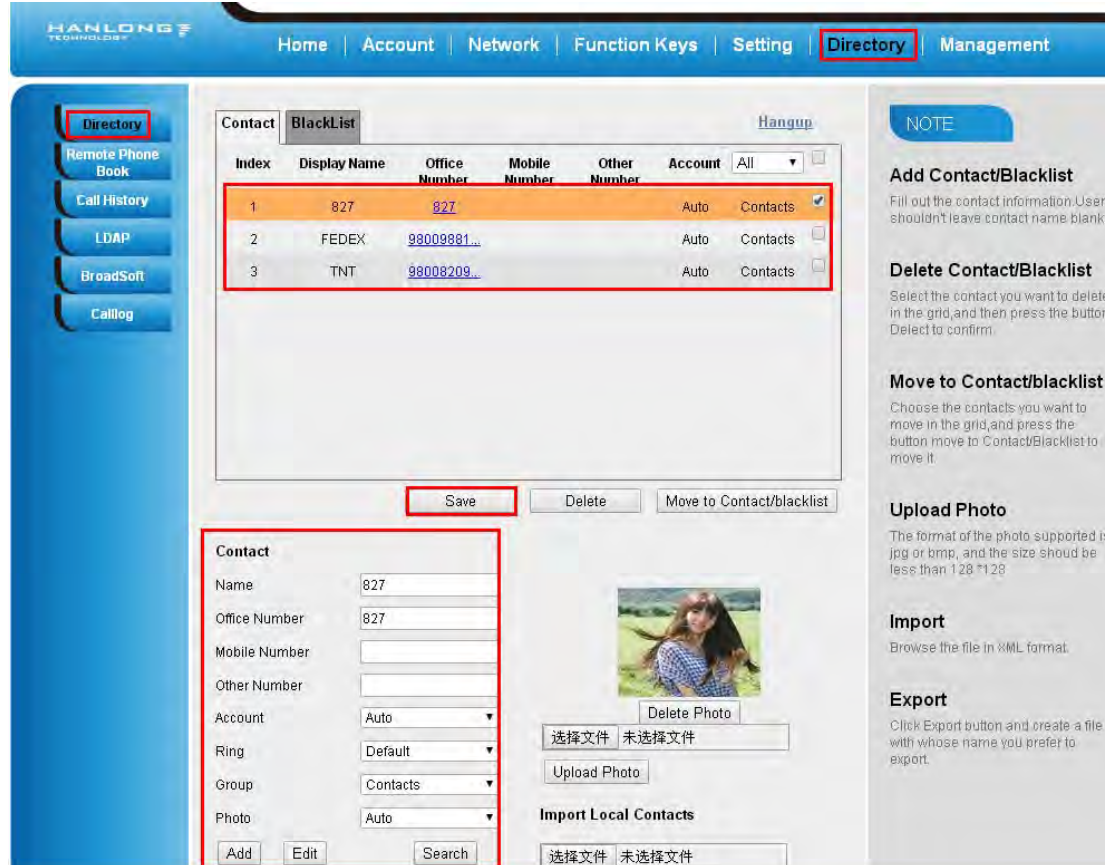 HANLONG
TECHNOLOGY
Home | Account | Network | Function Keys | Setting | Directory | Management
Directory
Remote Phone
Book
Call History
LDAP
BroadSoft
Calllog
Contact BlackList Hangup
Index Display Name Office Number Mobile Number Other Number Account All
1 827 827 Auto Contacts
2 FEDEX 98009881... Auto Contacts
3 TNT 98008209... Auto Contacts
Save Delete Move to Contact/blacklist
Contact
Name 827
Office Number 827
Mobile Number
Other Number
Account Auto
Ring Default
Group Contacts
Photo Auto
Add Edit Search
Delete Photo
选择文件 未选择文件
Upload Photo
Import Local Contacts
选择文件 未选择文件
NOTE
Add Contact/Blacklist
Fill out the contact information.User
shouldn't leave contact name blank
Delete Contact/Blacklist
Select the contact you want to delete
in the grid,and then press the button
Delect to confirm.
Move to Contact/blacklist
Choose the contacts you want to
move in the grid,and press the
button move to Contact/Blacklist to
move it
Upload Photo
The format of the photo supported is
jpg or bmp, and the size shoud be
less than 128 *128
Import
Browse the file in XML format.
Export
Click Export button and create a file
with whose name you prefer to
export.